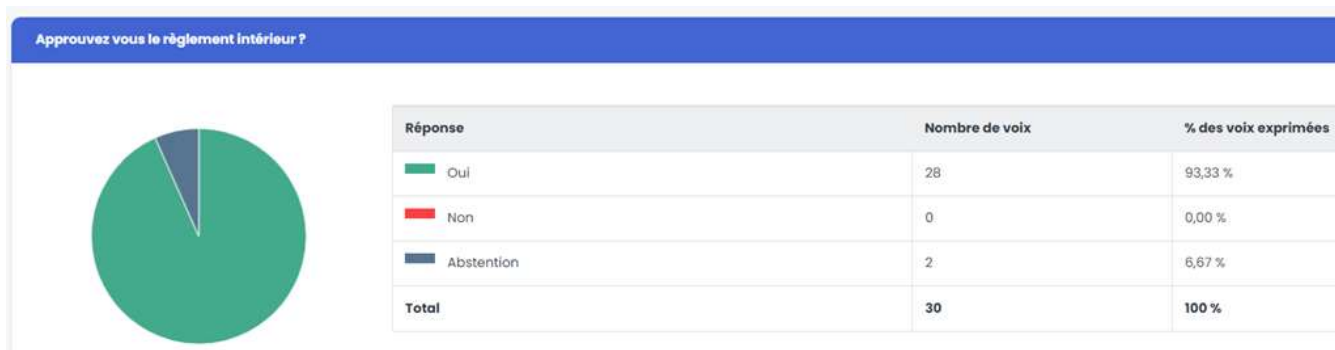 Approuvez vous le règlement intérieur ?
Réponse Nombre de voix % des voix exprimées
Oui 28 93,33 %
Non 0 0,00 %
Abstention 2 6,67 %
Total 30 100 %